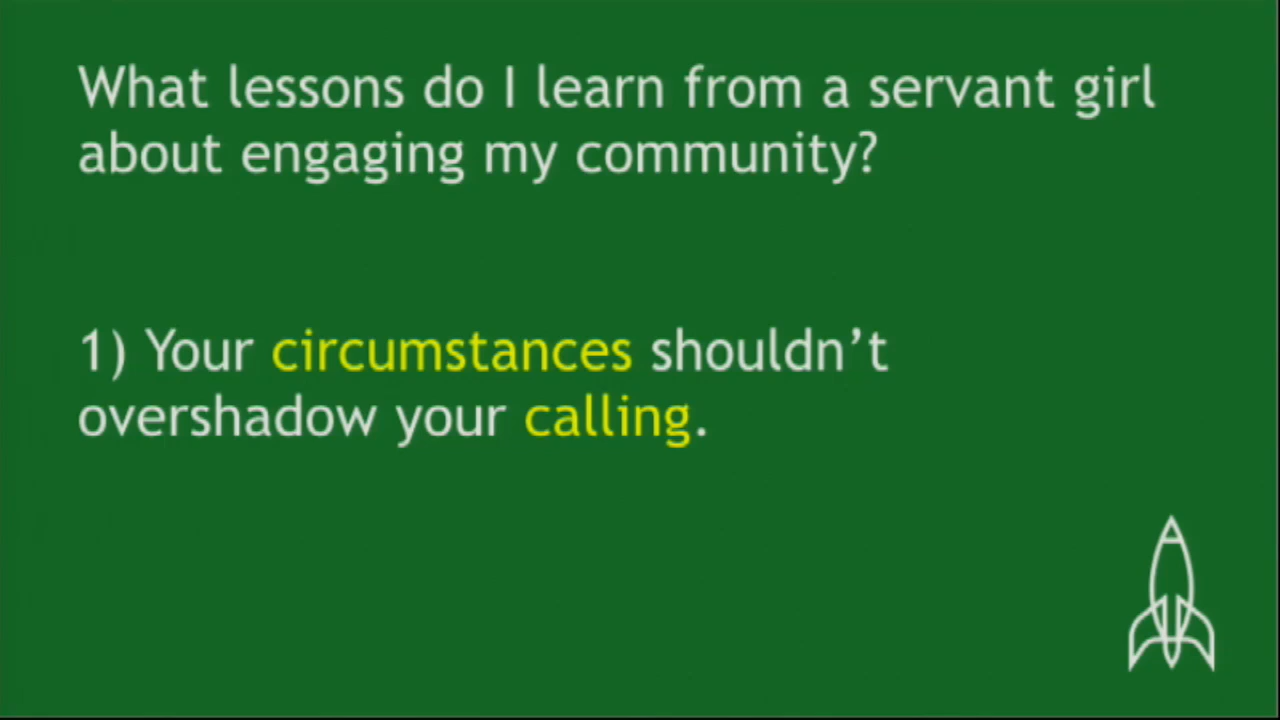 What lessons do I learn from a servant girl
about engaging my community?
1) Your circumstances shouldn’t
overshadow your calling.